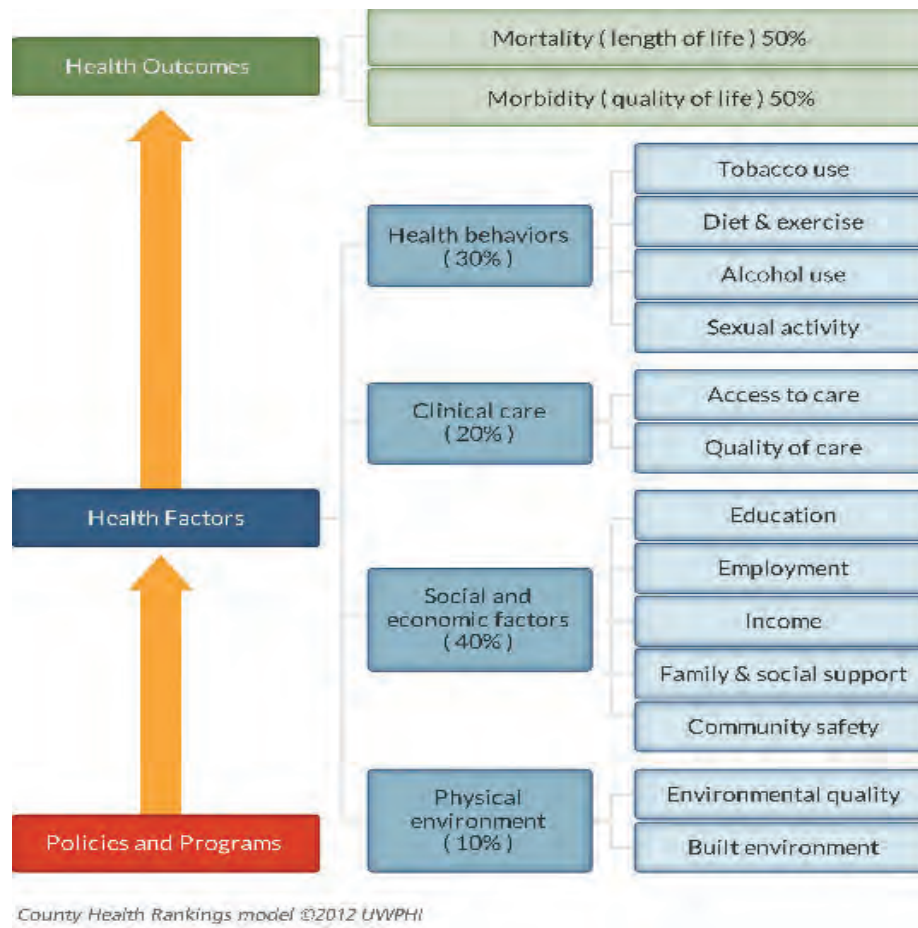 Health Outcomes
Mortality ( length of life ) 50%
Morbidity ( quality of life ) 50%
Health behaviors
( 30% )
Tobacco use
Diet & exercise
Alcohol use
Sexual activity
Clinical care
( 20% )
Access to care
Quality of care
Health Factors
Social and
economic factors
( 40% )
Education
Employment
Income
Family & social support
Community safety
Physical
environment
( 10% )
Environmental quality
Built environment
Policies and Programs
County Health Rankings model ©2012 UWPHI